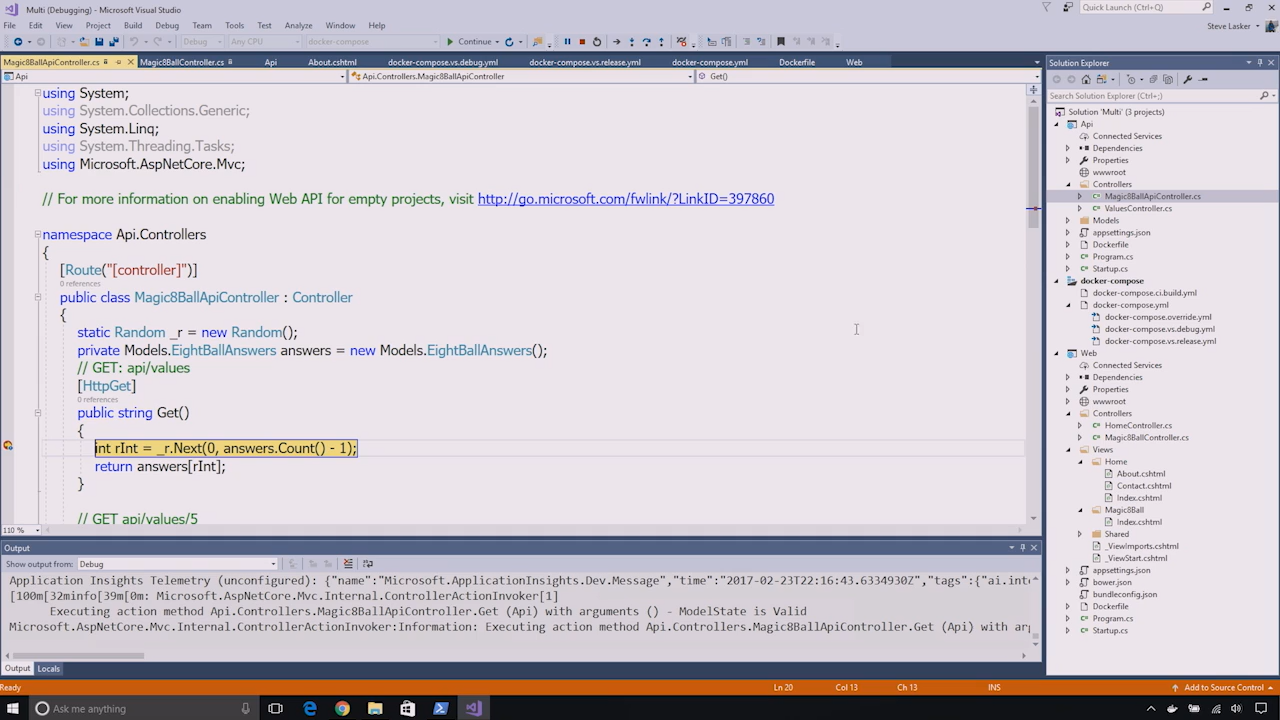 Multi (Debugging) - Microsoft Visual Studio
Quick Launch (Ctrl+Q)
File Edit View Project Build Debug Team Tools Test Analyze Window Help
Steve Lasker
Debug Any CPU docker-compose Continue
Magic8BallApiController.cs MagicBallController.cs Api About.cshtml docker-compose.vs.debug.yml docker-compose.vs.release.yml docker-compose.yml Dockerfile Web
Api Api.Controllers.Magic8BallApiController Get()
using System;
using System.Collections.Generic;
using System.Linq;
using System.Threading.Tasks;
using Microsoft.AspNetCore.Mvc;
// For more information on enabling Web API for empty projects, visit http://go.microsoft.com/fwlink/?LinkID=397860
namespace Api.Controllers
{
[Route("[controller]")]
0 references
public class Magic8BallApiController : Controller
{
static Random _r = new Random();
private Models.EightBallAnswers answers = new Models.EightBallAnswers();
// GET: api/values
[HttpGet]
0 references
public string Get()
{
int rInt = _r.Next(0, answers.Count() - 1);
return answers[rInt];
}
// GET api/values/5
110 %
Output
Show output from: Debug
Application Insights Telemetry (unconfigured): {"name":"Microsoft.ApplicationInsights.Dev.Message","time":"2017-02-23T22:16:43.6334930Z","tags":{"ai.inte
[100m[32minfo[39m[0m: Microsoft.AspNetCore.Mvc.Internal.ControllerActionInvoker[1]
Executing action method Api.Controllers.Magic8BallApiController.Get (Api) with arguments () - ModelState is Valid
Microsoft.AspNetCore.Mvc.Internal.ControllerActionInvoker:Information: Executing action method Api.Controllers.Magic8BallApiController.Get (Api) with arg
Output Locals
Solution Explorer
Search Solution Explorer (Ctrl+;)
Solution 'Multi' (3 projects)
Api
Connected Services
Dependencies
Properties
wwwroot
Controllers
Magic8BallApiController.cs
ValuesController.cs
Models
appsettings.json
Dockerfile
Program.cs
Startup.cs
docker-compose
docker-compose.ci.build.yml
docker-compose.yml
docker-compose.override.yml
docker-compose.vs.debug.yml
docker-compose.vs.release.yml
Web
Connected Services
Dependencies
Properties
wwwroot
Controllers
HomeController.cs
Magic8BallController.cs
Views
Home
About.cshtml
Contact.cshtml
Index.cshtml
Magic8Ball
Index.cshtml
Shared
_ViewImports.cshtml
_ViewStart.cshtml
appsettings.json
bower.json
bundleconfig.json
Dockerfile
Program.cs
Startup.cs
Ready Ln 20 Col 13 Ch 13 INS Add to Source Control
Ask me anything